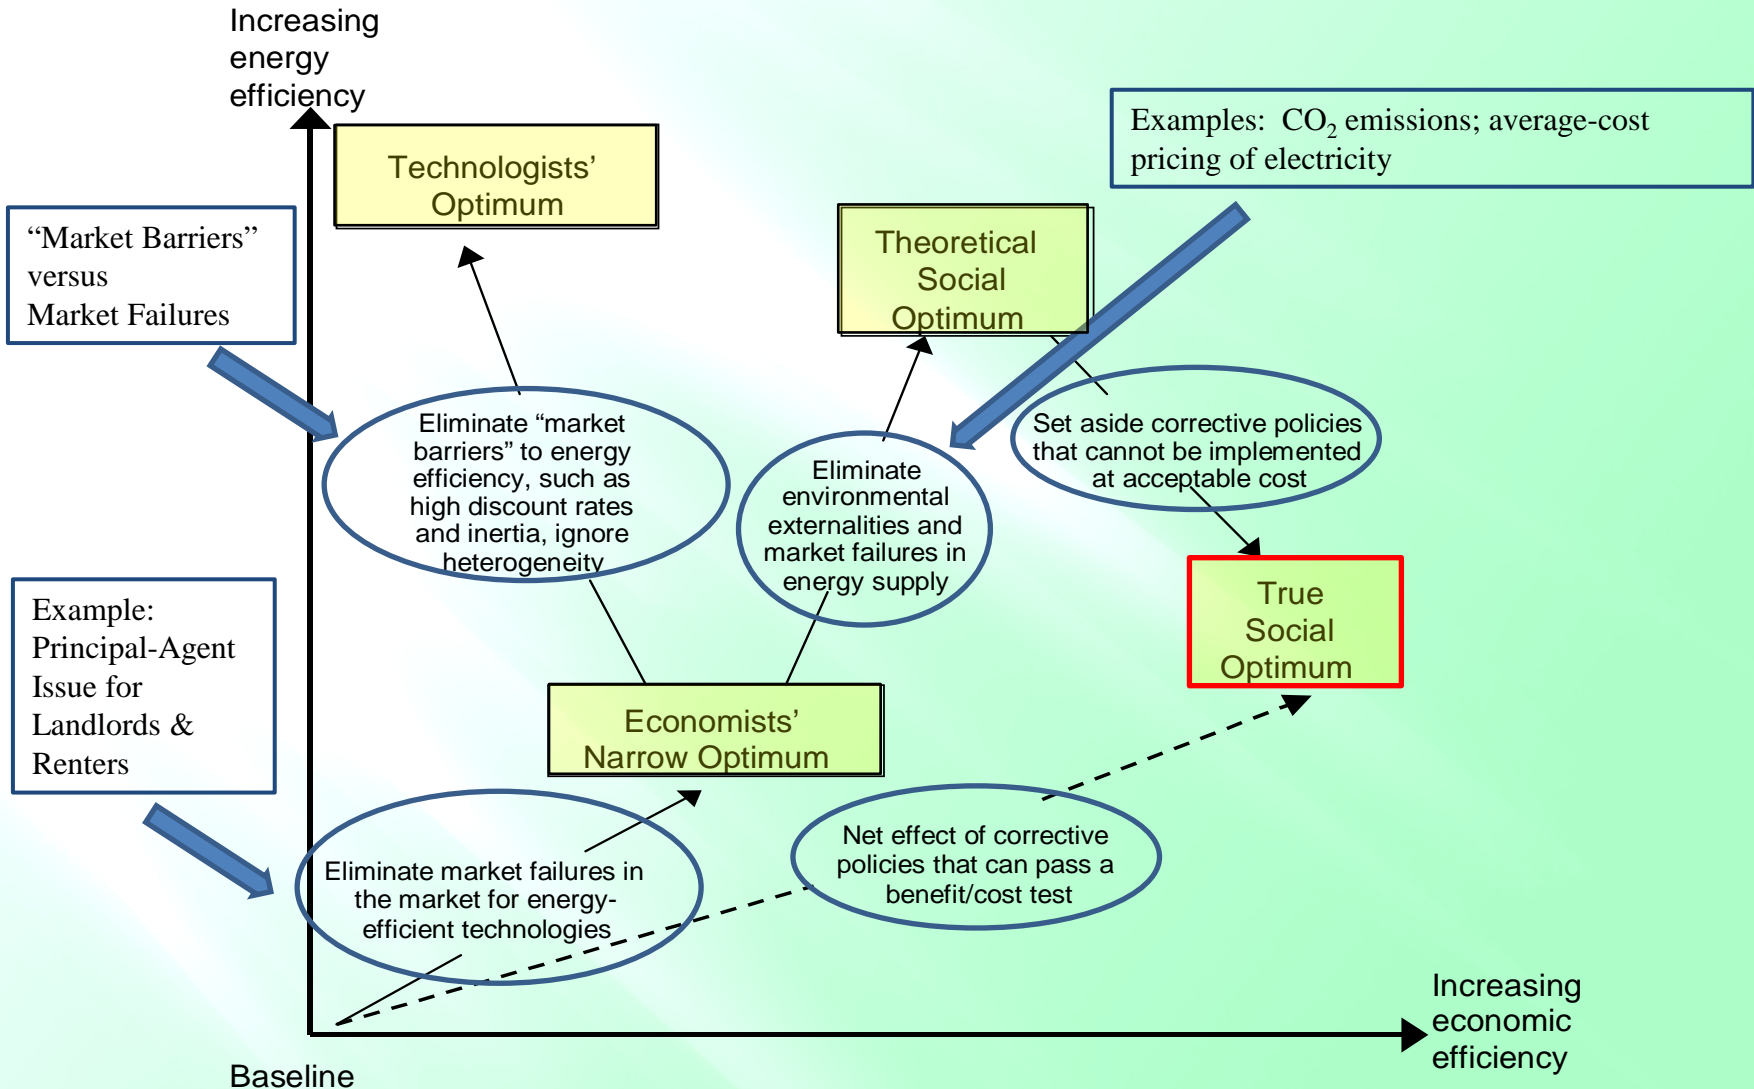 Increasing
energy
efficiency
Technologists’
Optimum
Examples:  CO₂ emissions; average-cost
pricing of electricity
“Market Barriers”
versus
Market Failures
Theoretical
Social
Optimum
Eliminate “market
barriers” to energy
efficiency, such as
high discount rates
and inertia, ignore
heterogeneity
Eliminate
environmental
externalities and
market failures in
energy supply
Set aside corrective policies
that cannot be implemented
at acceptable cost
Example:
Principal-Agent
Issue for
Landlords &
Renters
True
Social
Optimum
Economists’
Narrow Optimum
Eliminate market failures in
the market for energy-
efficient technologies
Net effect of corrective
policies that can pass a
benefit/cost test
Increasing
economic
efficiency
Baseline